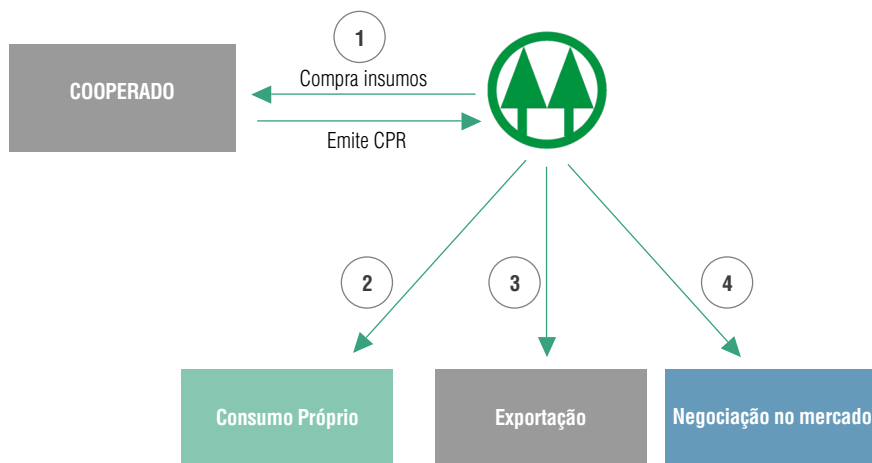 1
COOPERADO
Compra insumos
Emite CPR
2
3
4
Consumo Próprio
Exportação
Negociação no mercado